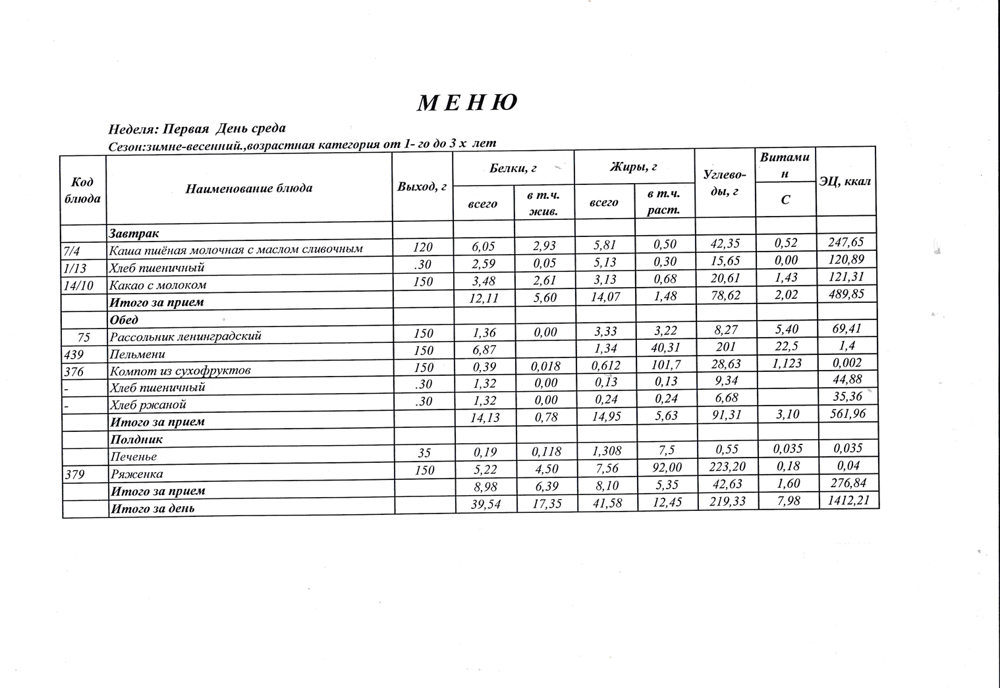 М Е Н Ю
Неделя: Первая День среда
Сезон:зимне-весенний.,возрастная категория от 1- го до 3 х лет
Код блюда Наименование блюда Выход, г Белки, г Жиры, г Углево-ды, г Витамин ЭЦ, ккал
всего в т.ч. жив. всего в т.ч. раст. С
Завтрак
7/4 Каша пшёная молочная с маслом сливочным 120 6,05 2,93 5,81 0,50 42,35 0,52 247,65
1/13 Хлеб пшеничный .30 2,59 0,05 5,13 0,30 15,65 0,00 120,89
14/10 Какао с молоком 150 3,48 2,61 3,13 0,68 20,61 1,43 121,31
Итого за прием 12,11 5,60 14,07 1,48 78,62 2,02 489,85
Обед
75 Рассольник ленинградский 150 1,36 0,00 3,33 3,22 8,27 5,40 69,41
439 Пельмени 150 6,87 1,34 40,31 201 22,5 1,4
376 Компот из сухофруктов 150 0,39 0,018 0,612 101,7 28,63 1,123 0,002
- Хлеб пшеничный .30 1,32 0,00 0,13 0,13 9,34 44,88
- Хлеб ржаной .30 1,32 0,00 0,24 0,24 6,68 35,36
Итого за прием 14,13 0,78 14,95 5,63 91,31 3,10 561,96
Полдник
Печенье 35 0,19 0,118 1,308 7,5 0,55 0,035 0,035
379 Ряженка 150 5,22 4,50 7,56 92,00 223,20 0,18 0,04
Итого за прием 8,98 6,39 8,10 5,35 42,63 1,60 276,84
Итого за день 39,54 17,35 41,58 12,45 219,33 7,98 1412,21